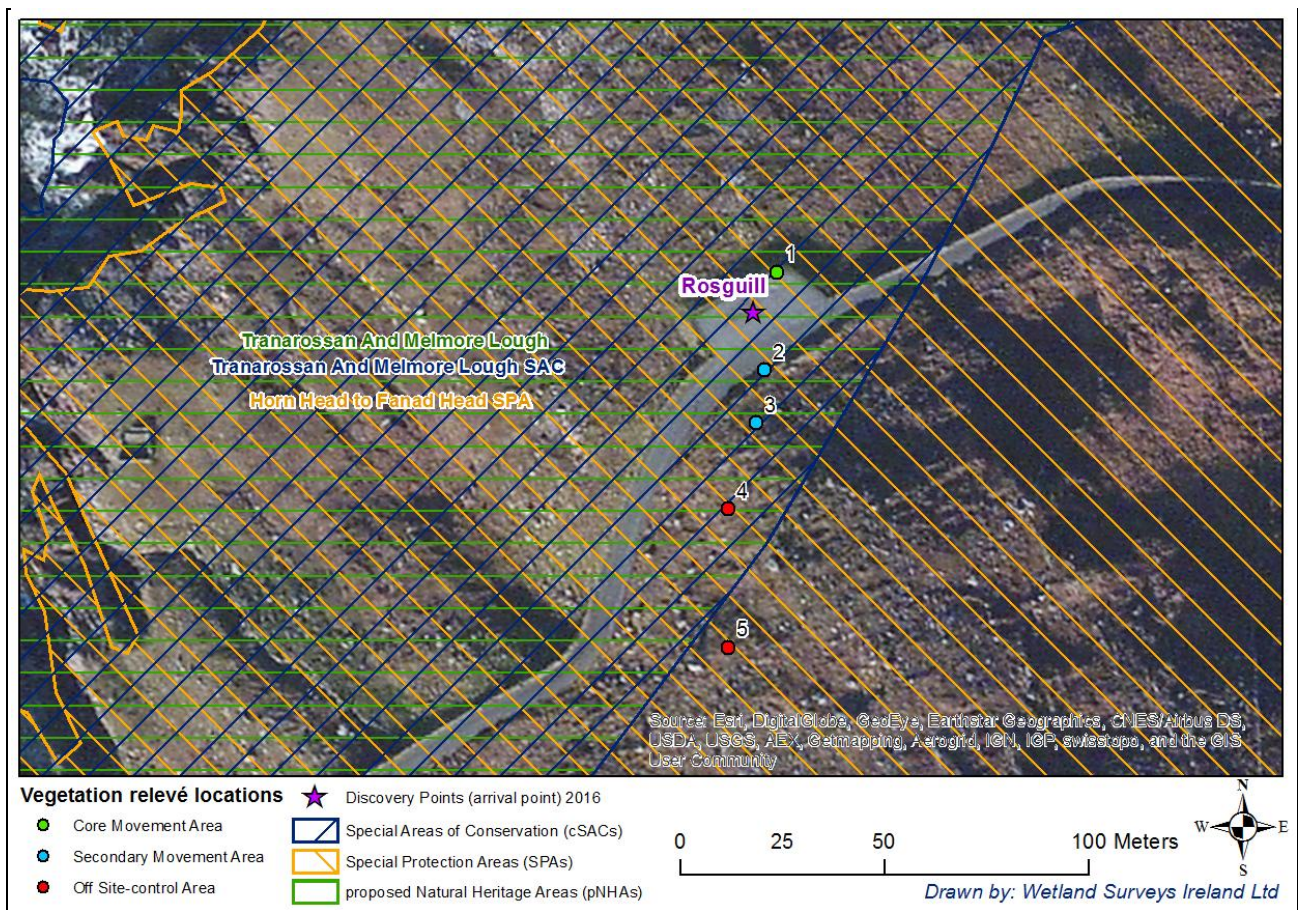 1
Rosguill
2
Tranarossan And Melmore Lough
Tranarossan And Melmore Lough SAC
3
Horn Head to Fanad Head SPA
4
5
Source: Esri, DigitalGlobe, GeoEye, Earthstar Geographics, CNES/Airbus DS,
USDA, USGS, AEX, Getmapping, Aerogrid, IGN, IGP, swisstopo, and the GIS
User Community
Vegetation relevé locations
Core Movement Area
Secondary Movement Area
Off Site-control Area
Discovery Points (arrival point) 2016
Special Areas of Conservation (cSACs)
Special Protection Areas (SPAs)
proposed Natural Heritage Areas (pNHAs)
0 25 50 100 Meters
N
W E
S
Drawn by: Wetland Surveys Ireland Ltd